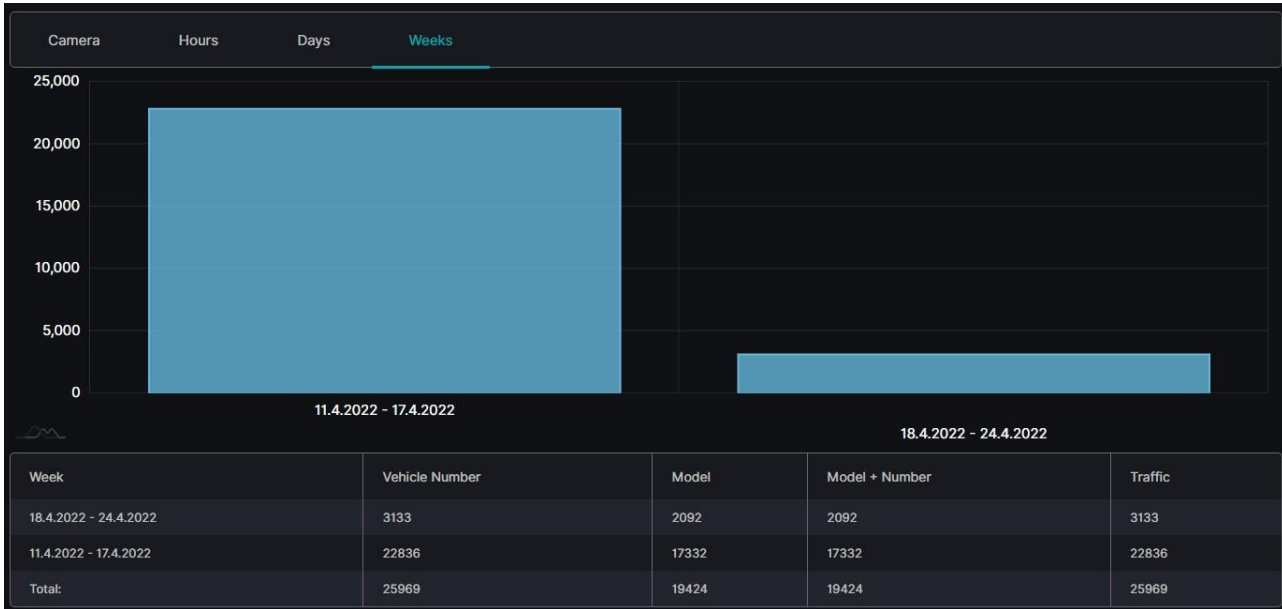 Camera Hours Days Weeks
25,000
20,000
15,000
10,000
5,000
0
11.4.2022 - 17.4.2022
18.4.2022 - 24.4.2022
Week Vehicle Number Model Model + Number Traffic
18.4.2022 - 24.4.2022 3133 2092 2092 3133
11.4.2022 - 17.4.2022 22836 17332 17332 22836
Total: 25969 19424 19424 25969